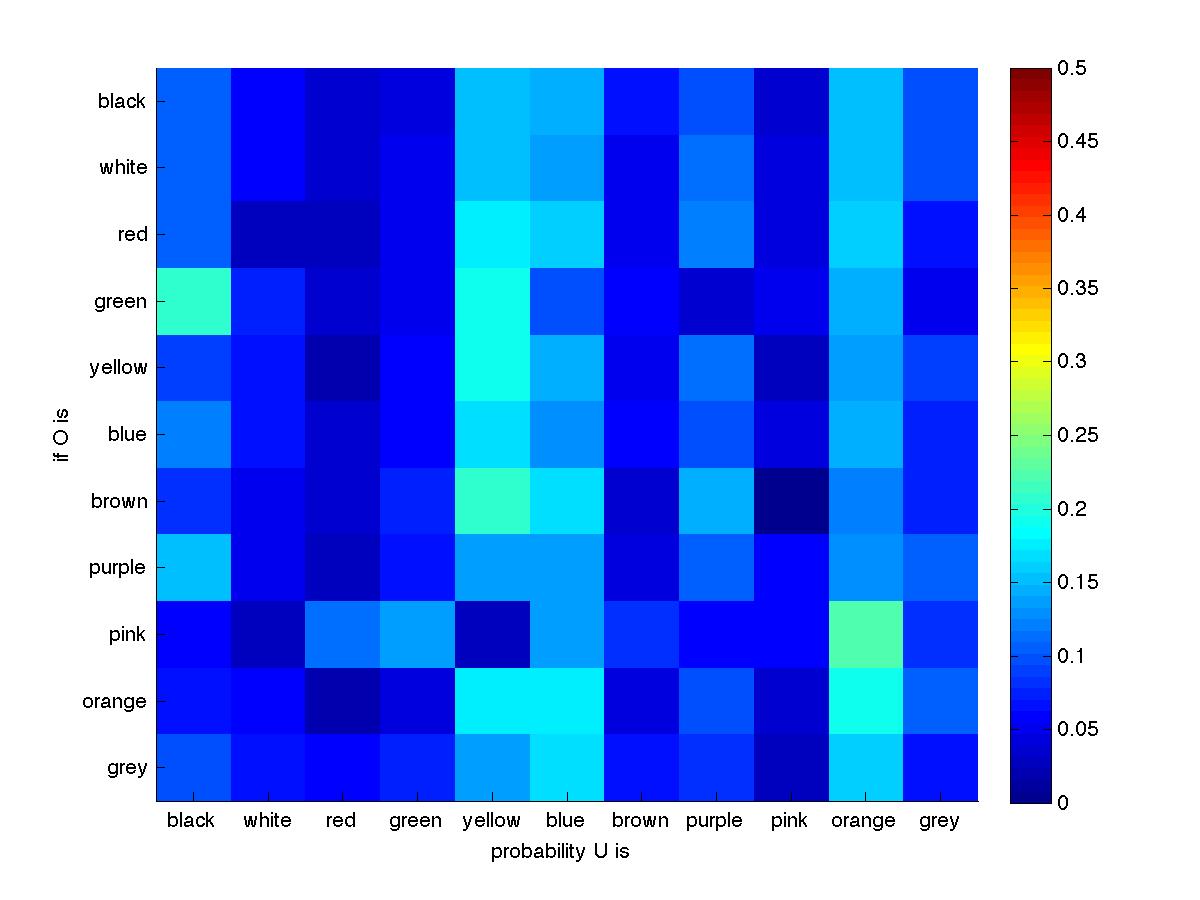 black
white
red
green
yellow
blue
brown
purple
pink
orange
grey
if O is
black white red green yellow blue brown purple pink orange grey
probability U is
0.5
0.45
0.4
0.35
0.3
0.25
0.2
0.15
0.1
0.05
0